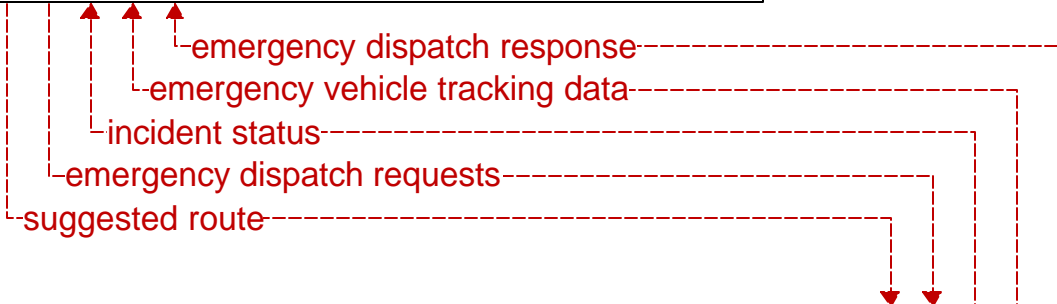 emergency dispatch response
emergency vehicle tracking data
incident status
emergency dispatch requests
suggested route